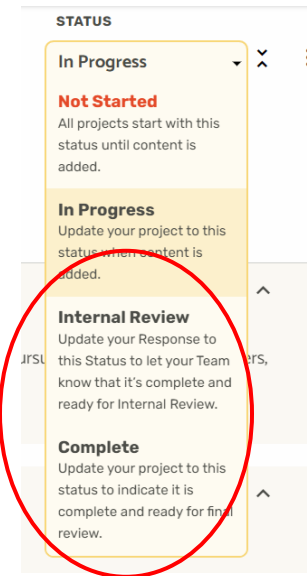 STATUS
In Progress
Not Started
All projects start with this
status until content is
added.
In Progress
Update your project to this
status when content is
added.
Internal Review
Update your Response to
this Status to let your Team
know that it's complete and
ready for Internal Review.
Complete
Update your project to this
status to indicate it is
complete and ready for final
review.